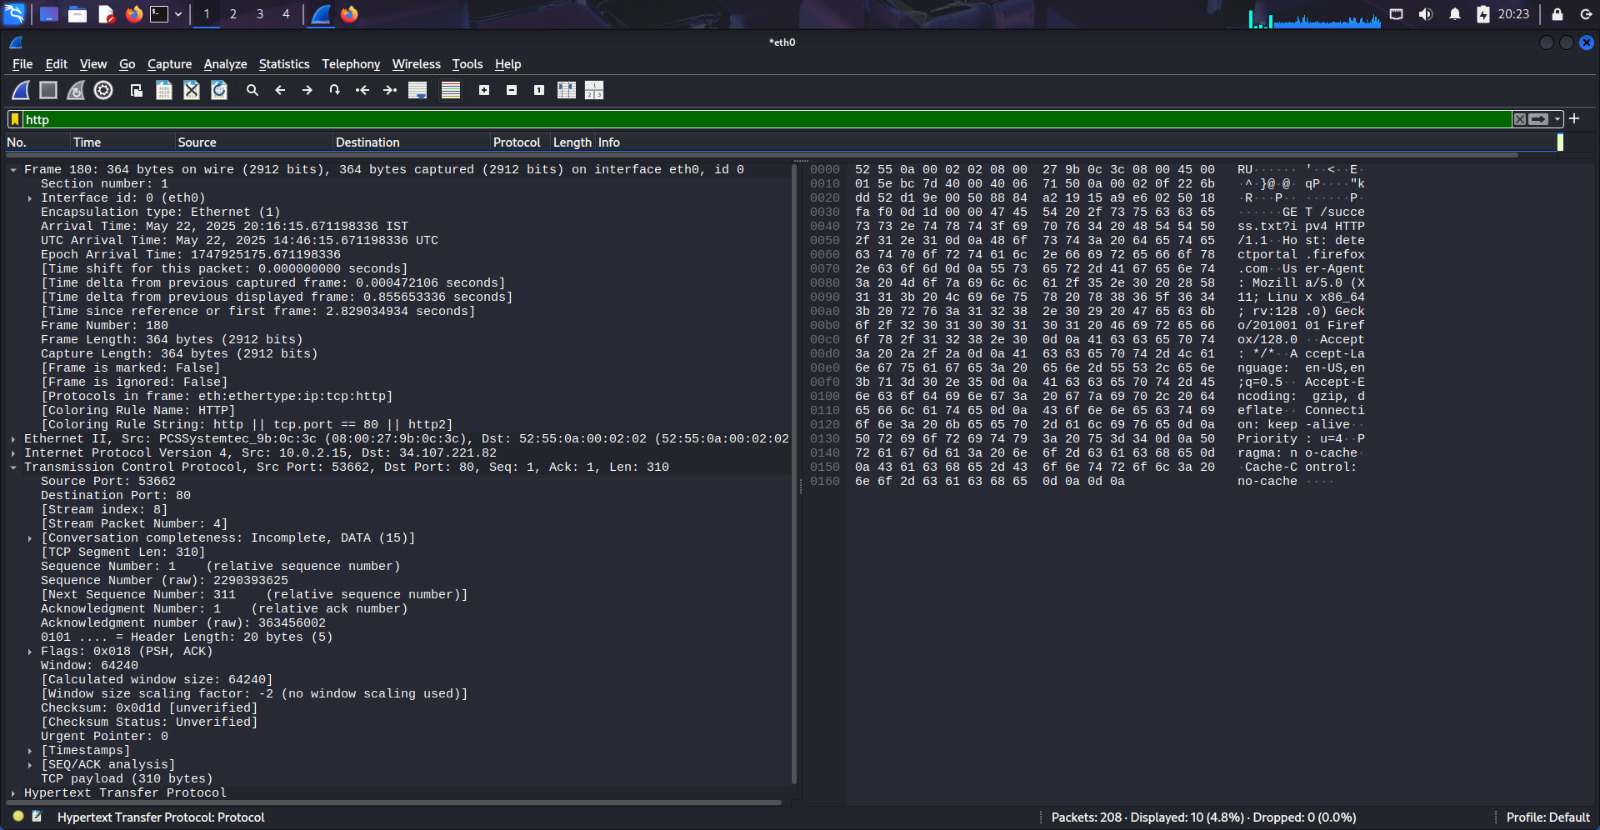 1 2 3 4 20:23
*eth0
File Edit View Go Capture Analyze Statistics Telephony Wireless Tools Help
http
No. Time Source Destination Protocol Length Info
Frame 180: 364 bytes on wire (2912 bits), 364 bytes captured (2912 bits) on interface eth0, id 0
Section number: 1
Interface id: 0 (eth0)
Encapsulation type: Ethernet (1)
Arrival Time: May 22, 2025 20:16:15.671198336 IST
UTC Arrival Time: May 22, 2025 14:46:15.671198336 UTC
Epoch Arrival Time: 1747925175.671198336
[Time shift for this packet: 0.000000000 seconds]
[Time delta from previous captured frame: 0.000472106 seconds]
[Time delta from previous displayed frame: 0.855653336 seconds]
[Time since reference or first frame: 2.829034934 seconds]
Frame Number: 180
Frame Length: 364 bytes (2912 bits)
Capture Length: 364 bytes (2912 bits)
[Frame is marked: False]
[Frame is ignored: False]
[Protocols in frame: eth:ethertype:ip:tcp:http]
[Coloring Rule Name: HTTP]
[Coloring Rule String: http || tcp.port == 80 || http2]
Ethernet II, Src: PCSSystemtec_9b:0c:3c (08:00:27:9b:0c:3c), Dst: 52:55:0a:00:02:02 (52:55:0a:00:02:02
Internet Protocol Version 4, Src: 10.0.2.15, Dst: 34.107.221.82
Transmission Control Protocol, Src Port: 53662, Dst Port: 80, Seq: 1, Ack: 1, Len: 310
Source Port: 53662
Destination Port: 80
[Stream index: 8]
[Stream Packet Number: 4]
[Conversation completeness: Incomplete, DATA (15)]
[TCP Segment Len: 310]
Sequence Number: 1 (relative sequence number)
Sequence Number (raw): 2290393625
[Next Sequence Number: 311 (relative sequence number)]
Acknowledgment Number: 1 (relative ack number)
Acknowledgment number (raw): 363456002
0101 .... = Header Length: 20 bytes (5)
Flags: 0x018 (PSH, ACK)
Window: 64240
[Calculated window size: 64240]
[Window size scaling factor: -2 (no window scaling used)]
Checksum: 0x0d1d [unverified]
[Checksum Status: Unverified]
Urgent Pointer: 0
[Timestamps]
[SEQ/ACK analysis]
TCP payload (310 bytes)
Hypertext Transfer Protocol
0000 52 55 0a 00 02 02 08 00 27 9b 0c 3c 08 00 45 00 RU······ '··<··E·
0010 01 5e bc 7d 40 00 40 06 71 50 0a 00 02 0f 22 6b ·^·}@·@· qP····"k
0020 dd 52 d1 9e 00 50 88 84 a2 19 15 a9 e6 02 50 18 ·R···P·· ······P·
0030 fa f0 0d 1d 00 00 47 45 54 20 2f 73 75 63 63 65 ······GE T /succe
0040 73 73 2e 74 78 74 3f 69 70 76 34 20 48 54 54 50 ss.txt?i pv4 HTTP
0050 2f 31 2e 31 0d 0a 48 6f 73 74 3a 20 64 65 74 65 /1.1··Ho st: dete
0060 63 74 70 6f 72 74 61 6c 2e 66 69 72 65 66 6f 78 ctportal .firefox
0070 2e 63 6f 6d 0d 0a 55 73 65 72 2d 41 67 65 6e 74 .com··Us er-Agent
0080 3a 20 4d 6f 7a 69 6c 6c 61 2f 35 2e 30 20 28 58 : Mozill a/5.0 (X
0090 31 31 3b 20 4c 69 6e 75 78 20 78 38 36 5f 36 34 11; Linu x x86_64
00a0 3b 20 72 76 3a 31 32 38 2e 30 29 20 47 65 63 6b ; rv:128 .0) Geck
00b0 6f 2f 32 30 31 30 30 31 30 31 20 46 69 72 65 66 o/201001 01 Firef
00c0 6f 78 2f 31 32 38 2e 30 0d 0a 41 63 63 65 70 74 ox/128.0 ··Accept
00d0 3a 20 2a 2f 2a 0d 0a 41 63 63 65 70 74 2d 4c 61 : */*··A ccept-La
00e0 6e 67 75 61 67 65 3a 20 65 6e 2d 55 53 2c 65 6e nguage: en-US,en
00f0 3b 71 3d 30 2e 35 0d 0a 41 63 63 65 70 74 2d 45 ;q=0.5·· Accept-E
0100 6e 63 6f 64 69 6e 67 3a 20 67 7a 69 70 2c 20 64 ncoding: gzip, d
0110 65 66 6c 61 74 65 0d 0a 43 6f 6e 6e 65 63 74 69 eflate·· Connecti
0120 6f 6e 3a 20 6b 65 65 70 2d 61 6c 69 76 65 0d 0a on: keep -alive··
0130 50 72 69 6f 72 69 74 79 3a 20 75 3d 34 0d 0a 50 Priority : u=4··P
0140 72 61 67 6d 61 3a 20 6e 6f 2d 63 61 63 68 65 0d ragma: n o-cache·
0150 0a 43 61 63 68 65 2d 43 6f 6e 74 72 6f 6c 3a 20 ·Cache-C ontrol:
0160 6e 6f 2d 63 61 63 68 65 0d 0a 0d 0a no-cache ····
Hypertext Transfer Protocol: Protocol Packets: 208 · Displayed: 10 (4.8%) · Dropped: 0 (0.0%) Profile: Default